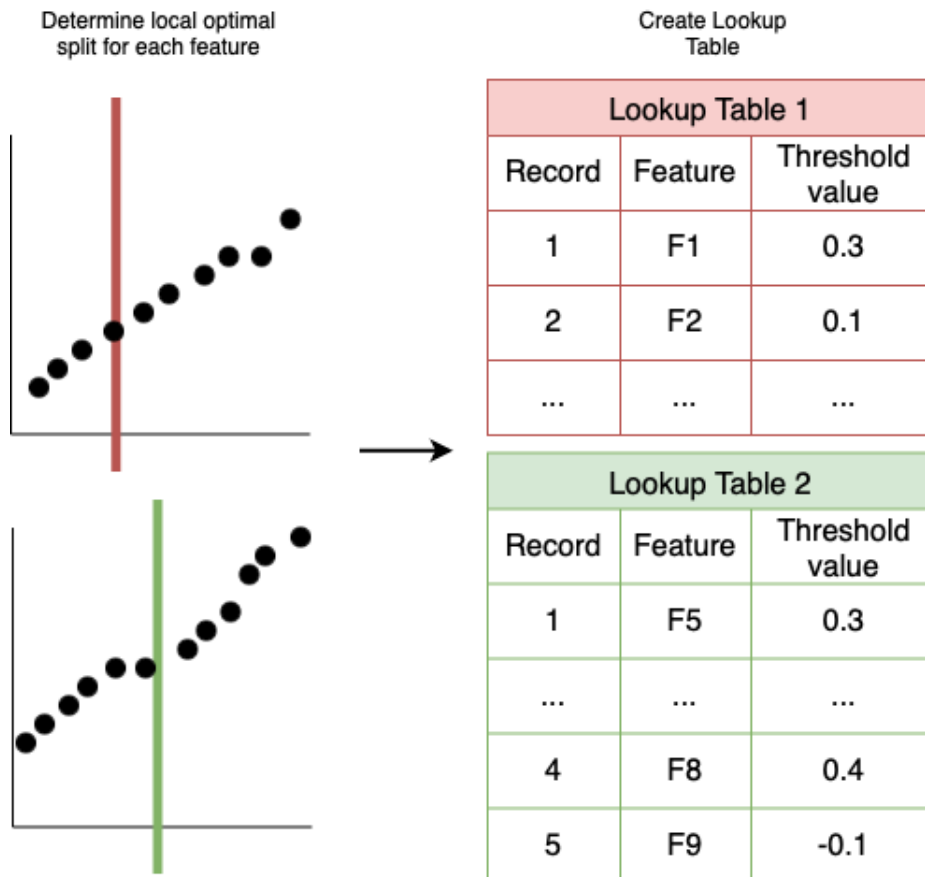 Determine local optimal
split for each feature
Create Lookup
Table
Lookup Table 1
Record Feature Threshold
value
1 F1 0.3
2 F2 0.1
... ... ...
Lookup Table 2
Record Feature Threshold
value
1 F5 0.3
... ... ...
4 F8 0.4
5 F9 -0.1